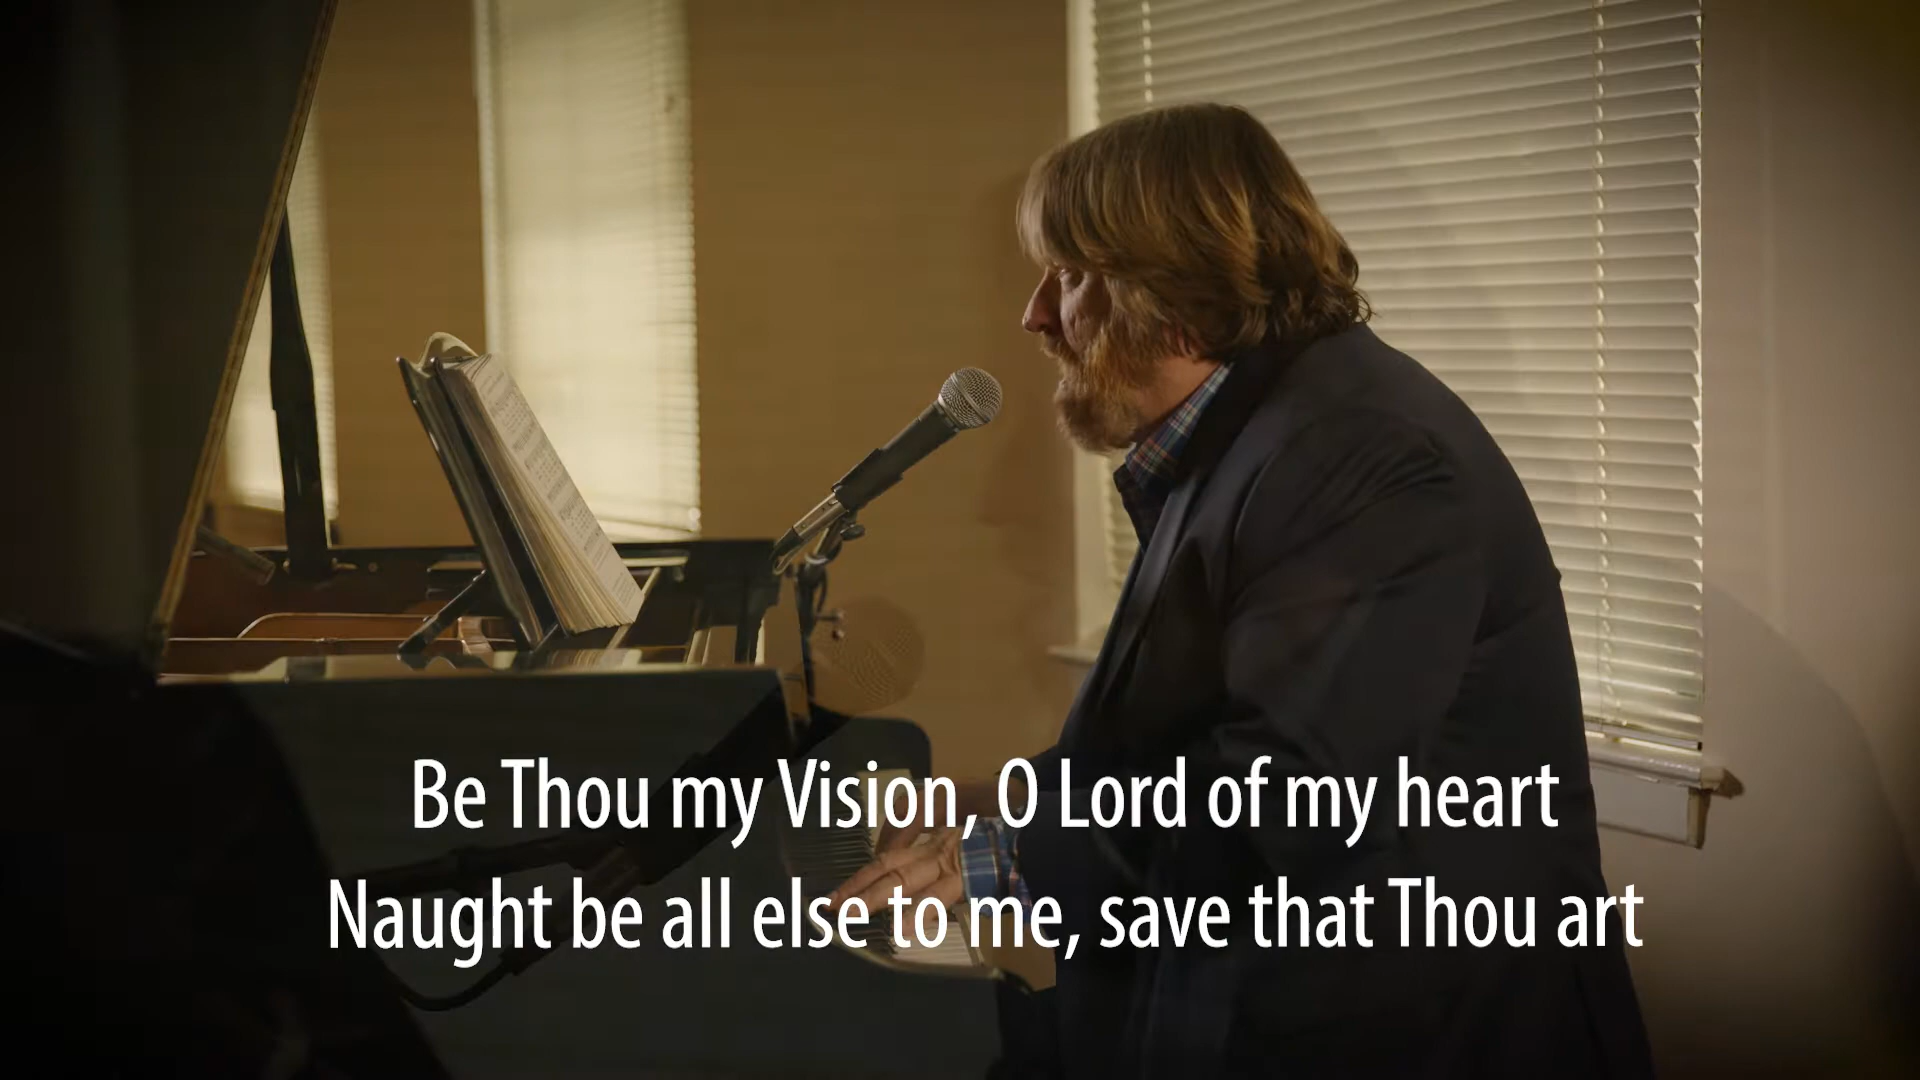 Be Thou my Vision, O Lord of my heart
Naught be all else to me, save that Thou art